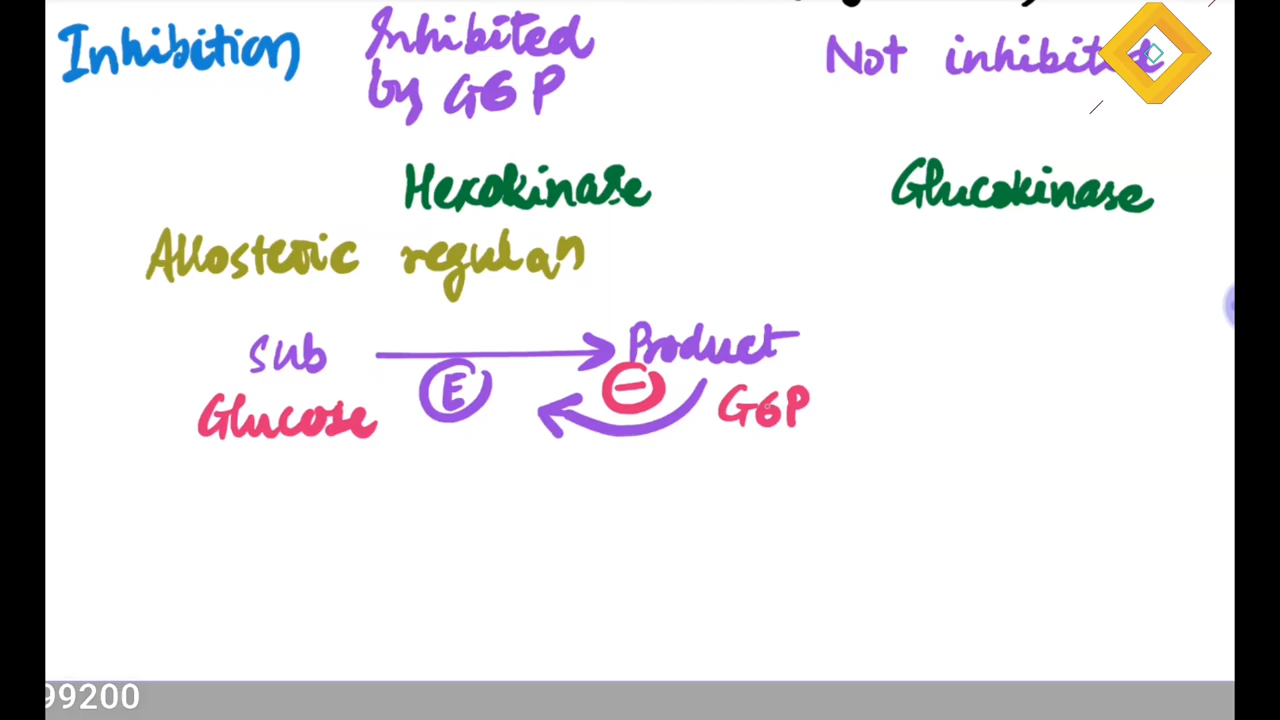 Inhibition Inhibited Not inhibited
by G6P
Hexokinase Glucokinase
Allosteric regulan
Sub Product
E −
Glucose G6P
99200